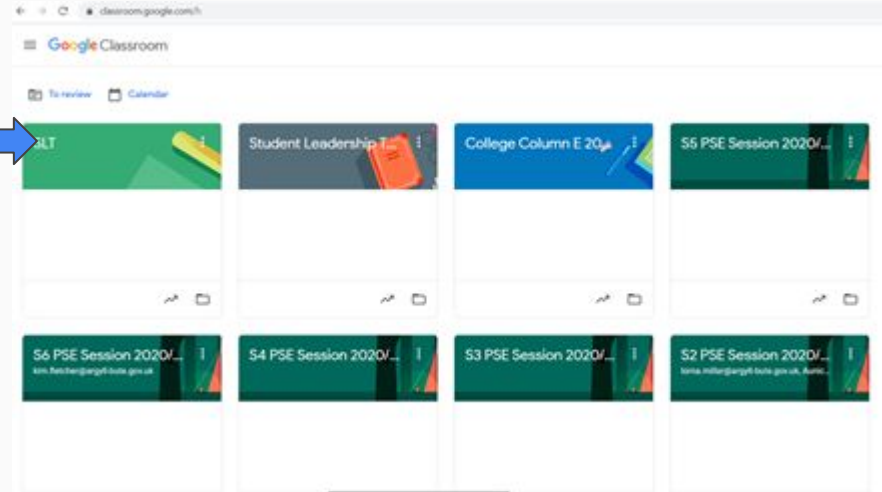 classroom.google.com/h
Google Classroom
To review Calendar
SLT
Student Leadership T...
College Column E 20...
S5 PSE Session 2020/...
S6 PSE Session 2020/...
kim.fletcher@argyll-bute.gov.uk
S4 PSE Session 2020/...
S3 PSE Session 2020/...
S2 PSE Session 2020/...
lorna.miller@argyll-bute.gov.uk,